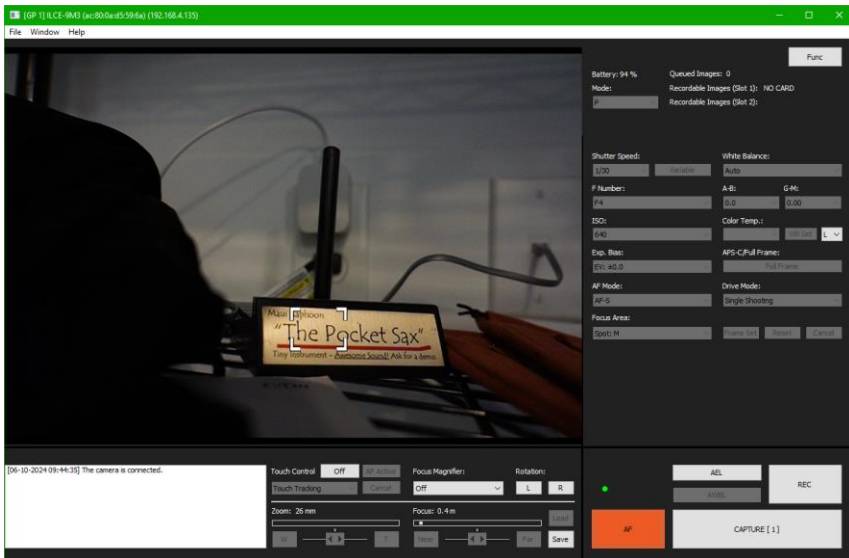 [GP 1] ILCE-9M3 (ac:80:0a:d5:59:6a) (192.168.4.135)
File Window Help
Func
Battery: 94 % Queued Images: 0
Mode: Recordable Images (Slot 1): NO CARD
P Recordable Images (Slot 2):
Shutter Speed: White Balance:
1/30 Variable Auto
F Number: A-B: G-M:
F4 0.0 0.00
ISO: Color Temp.:
640 WB Set L
Exp. Bias: APS-C/Full Frame:
EV: ±0.0 Full Frame
AF Mode: Drive Mode:
AF-S Single Shooting
Focus Area:
Spot: M Frame Set Reset Cancel
Maui Typhoon
"The Pocket Sax"
Tiny Instrument - Awesome Sound! Ask for a demo.
[06-10-2024 09:44:35] The camera is connected.
Touch Control Off AF Active Focus Magnifier: Rotation:
Touch Tracking Cancel Off L R
Zoom: 26 mm Focus: 0.4 m
Load
W T Near Far Save
AEL
REC
AWBL
AF CAPTURE [ 1 ]